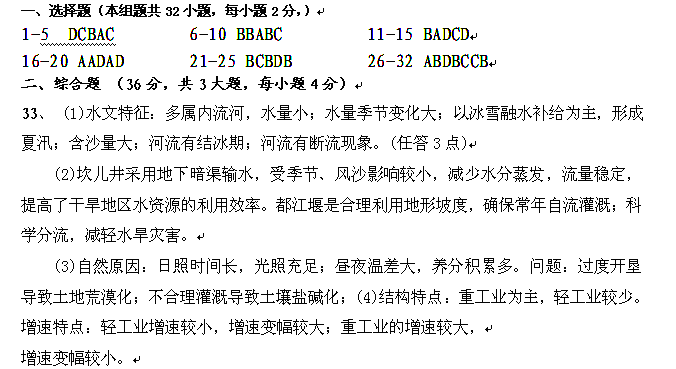 一、选择题（本组题共 32 小题，每小题 2 分，）
1-5 DCBAC 6-10 BBABC 11-15 BADCD
16-20 AADAD 21-25 BCBDB 26-32 ABDBCCB
二、综合题 （36 分，共 3 大题，每小题 4 分）
33、 (1)水文特征：多属内流河，水量小；水量季节变化大；以冰雪融水补给为主，形成
夏汛；含沙量大；河流有结冰期；河流有断流现象。(任答 3 点)
(2)坎儿井采用地下暗渠输水，受季节、风沙影响较小，减少水分蒸发，流量稳定，
提高了干旱地区水资源的利用效率。都江堰是合理利用地形坡度，确保常年自流灌溉；科
学分流，减轻水旱灾害。
(3)自然原因：日照时间长，光照充足；昼夜温差大，养分积累多。问题：过度开垦
导致土地荒漠化；不合理灌溉导致土壤盐碱化；(4)结构特点：重工业为主，轻工业较少。
增速特点：轻工业增速较小，增速变幅较大；重工业的增速较大，
增速变幅较小。